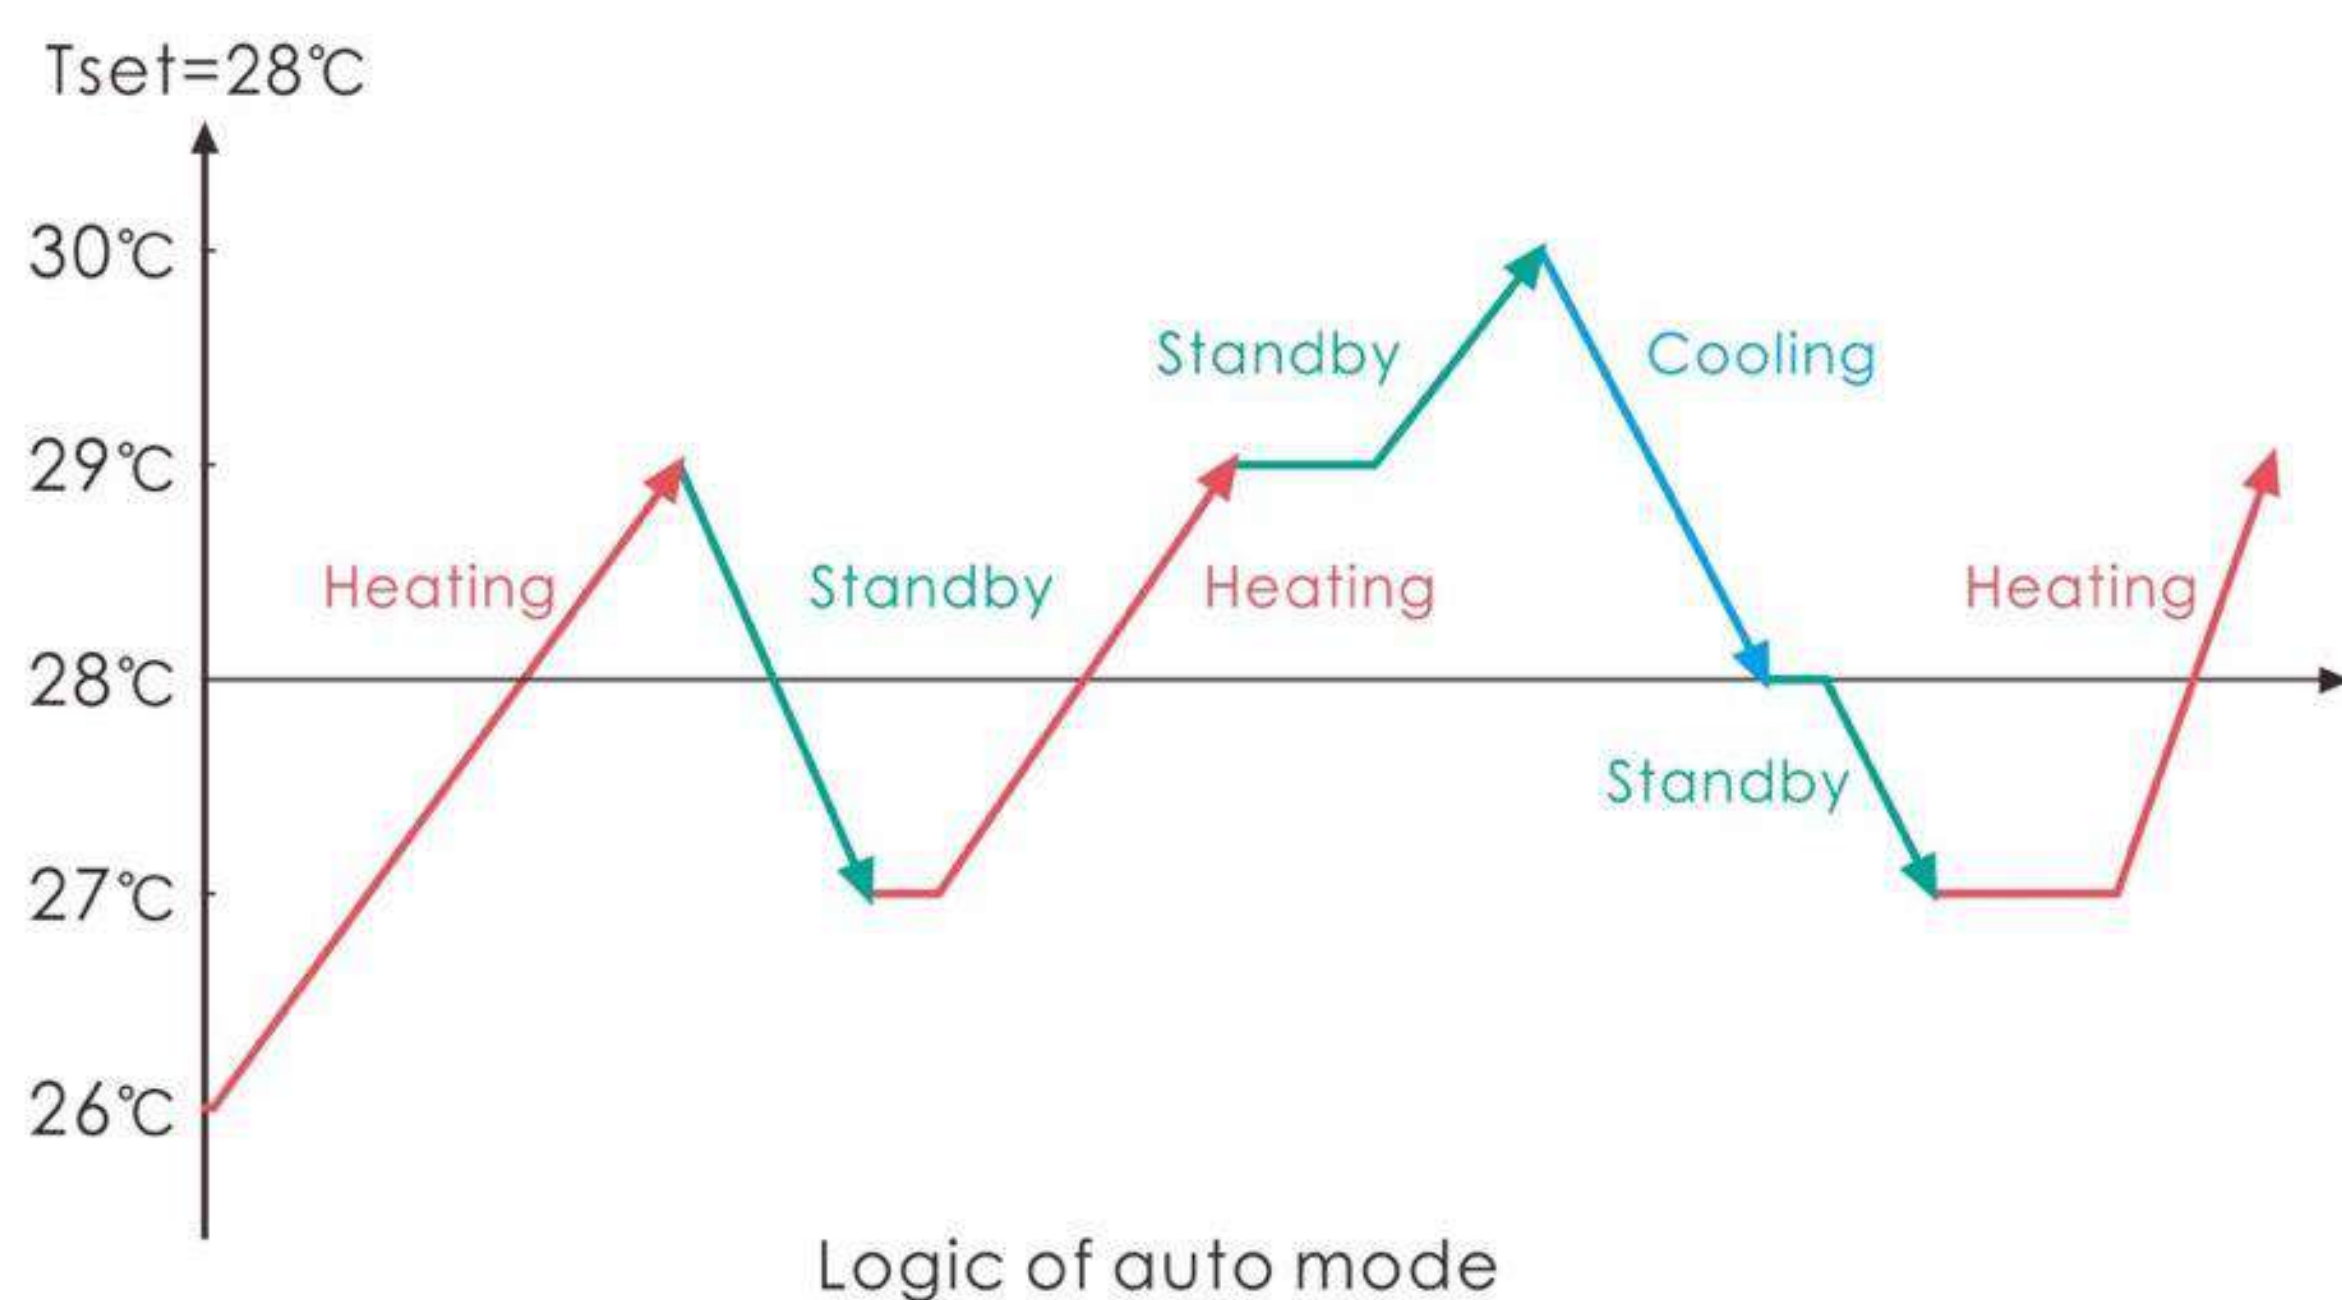 Tset=28℃
30℃
Standby
Cooling
29℃
Heating
Standby
Heating
Heating
28℃
Standby
27℃
26℃
Logic of auto mode